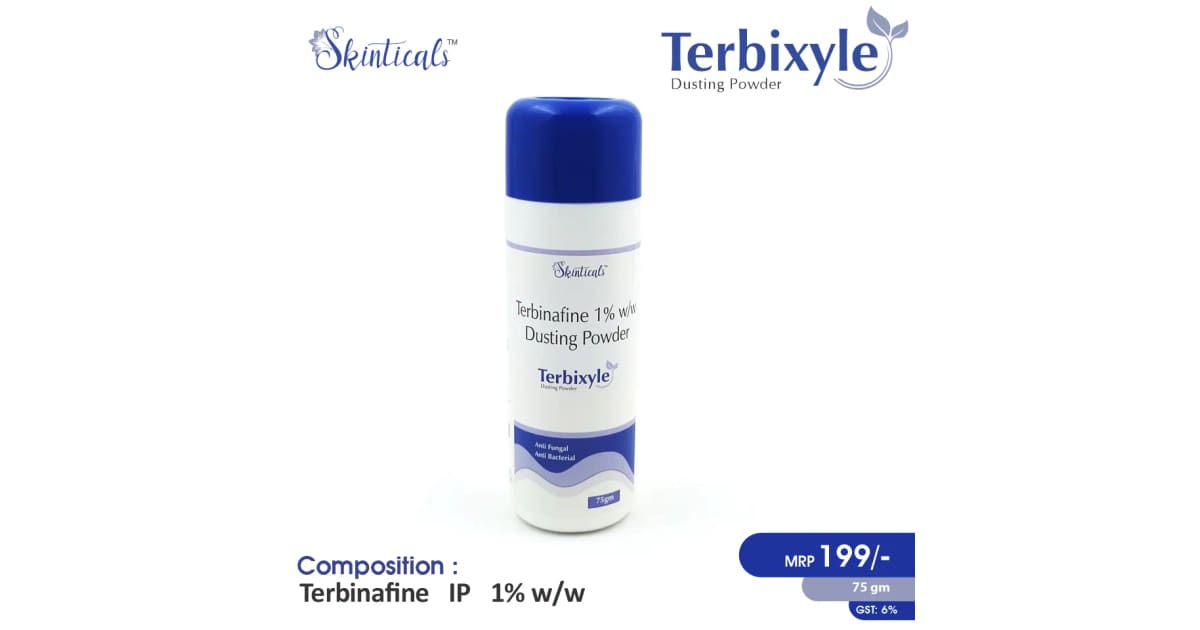 Skinticals™
Terbixyle
Dusting Powder
Skinticals™
Terbinafine 1% w/w
Dusting Powder
Terbixyle
Dusting Powder
Anti Fungal
Anti Bacterial
75gm
Composition :
Terbinafine IP 1% w/w
MRP 199/-
75 gm
GST: 6%